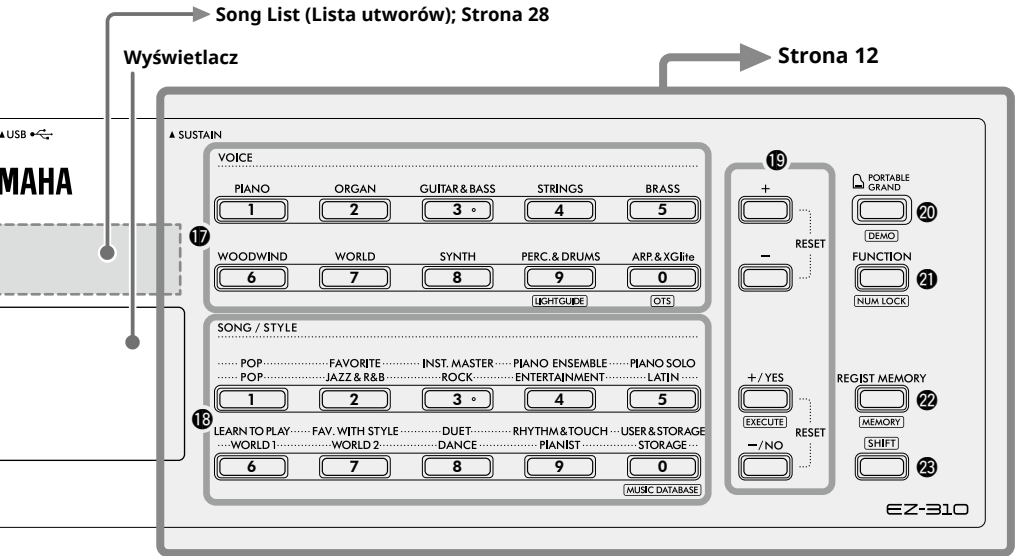 Song List (Lista utworów); Strona 28
Wyświetlacz
Strona 12
▲USB
▲ SUSTAIN
MAHA
VOICE
PIANO ORGAN GUITAR & BASS STRINGS BRASS
1 2 3 4 5
⓱
WOODWIND WORLD SYNTH PERC. & DRUMS ARP. & XGlite
6 7 8 9 0
LIGHTGUIDE OTS
SONG / STYLE
POP FAVORITE INST. MASTER PIANO ENSEMBLE PIANO SOLO
POP JAZZ & R&B ROCK ENTERTAINMENT LATIN
1 2 3 4 5
⓲
LEARN TO PLAY FAV. WITH STYLE DUET RHYTHM & TOUCH USER & STORAGE
WORLD 1 WORLD 2 DANCE PIANIST STORAGE
6 7 8 9 0
MUSIC DATABASE
⓳
+
RESET
−
+/YES
EXECUTE
RESET
−/NO
PORTABLE
GRAND
⓴
DEMO
FUNCTION
㉑
NUM LOCK
REGIST MEMORY
㉒
MEMORY
SHIFT
㉓
EZ-310